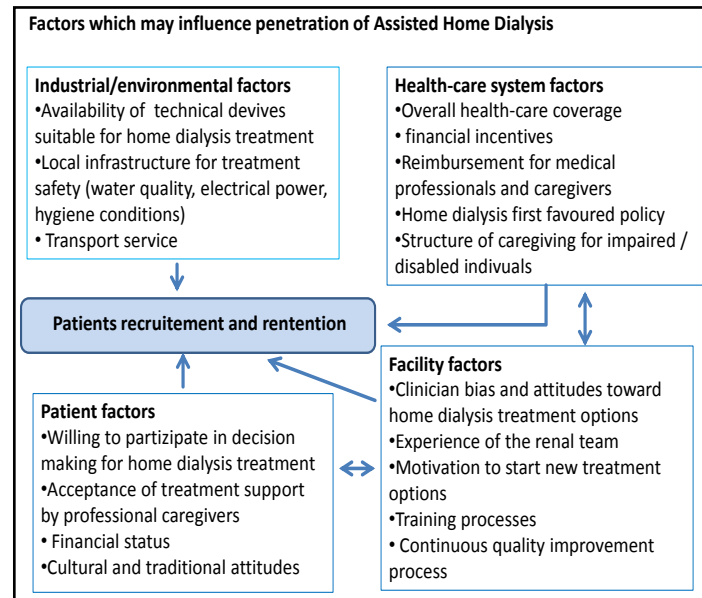 Factors which may influence penetration of Assisted Home Dialysis
Industrial/environmental factors
•Availability of technical devives
suitable for home dialysis treatment
•Local infrastructure for treatment
safety (water quality, electrical power,
hygiene conditions)
• Transport service
Health-care system factors
•Overall health-care coverage
• financial incentives
•Reimbursement for medical
professionals and caregivers
•Home dialysis first favoured policy
•Structure of caregiving for impaired /
disabled indivuals
Patients recruitement and rentention
Patient factors
•Willing to partizipate in decision
making for home dialysis treatment
•Acceptance of treatment support
by professional caregivers
• Financial status
•Cultural and traditional attitudes
Facility factors
•Clinician bias and attitudes toward
home dialysis treatment options
•Experience of the renal team
•Motivation to start new treatment
options
•Training processes
• Continuous quality improvement
process